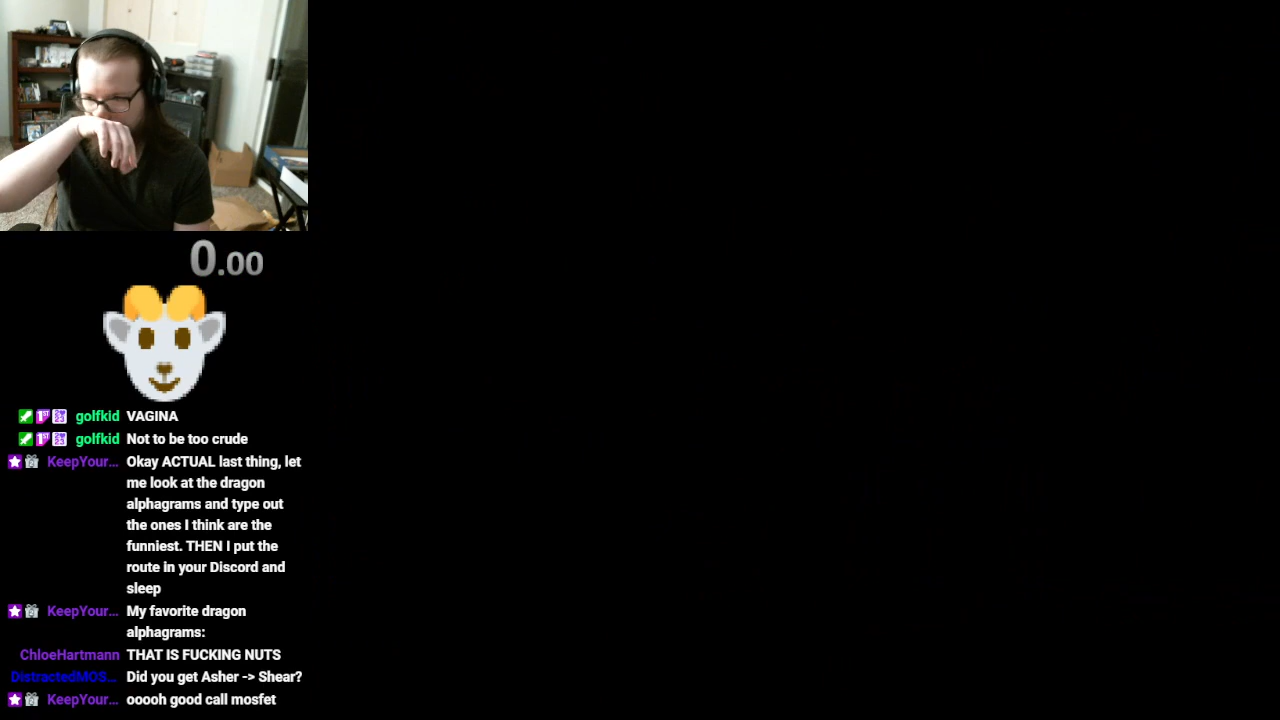 0.00
golfkid VAGINA
golfkid Not to be too crude
KeepYour... Okay ACTUAL last thing, let
me look at the dragon
alphagrams and type out
the ones I think are the
funniest. THEN I put the
route in your Discord and
sleep
KeepYour... My favorite dragon
alphagrams:
ChloeHartmann THAT IS FUCKING NUTS
DistractedMOS... Did you get Asher -> Shear?
KeepYour... ooooh good call mosfet